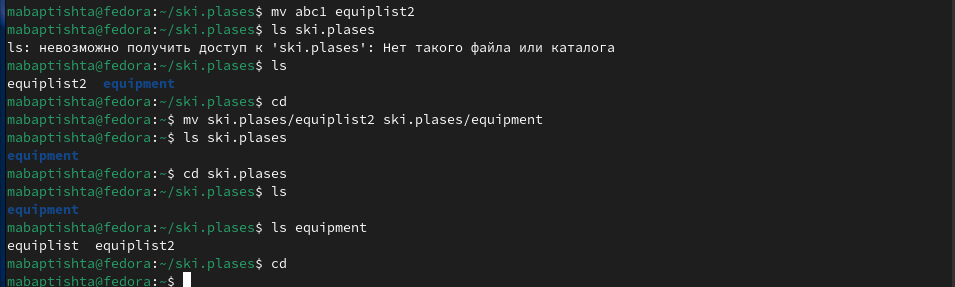 mabaptishta@fedora:~/ski.plases$ mv abc1 equiplist2
mabaptishta@fedora:~/ski.plases$ ls ski.plases
ls: невозможно получить доступ к 'ski.plases': Нет такого файла или каталога
mabaptishta@fedora:~/ski.plases$ ls
equiplist2  equipment
mabaptishta@fedora:~/ski.plases$ cd
mabaptishta@fedora:~$ mv ski.plases/equiplist2 ski.plases/equipment
mabaptishta@fedora:~$ ls ski.plases
equipment
mabaptishta@fedora:~$ cd ski.plases
mabaptishta@fedora:~/ski.plases$ ls
equipment
mabaptishta@fedora:~/ski.plases$ ls equipment
equiplist  equiplist2
mabaptishta@fedora:~/ski.plases$ cd
mabaptishta@fedora:~$